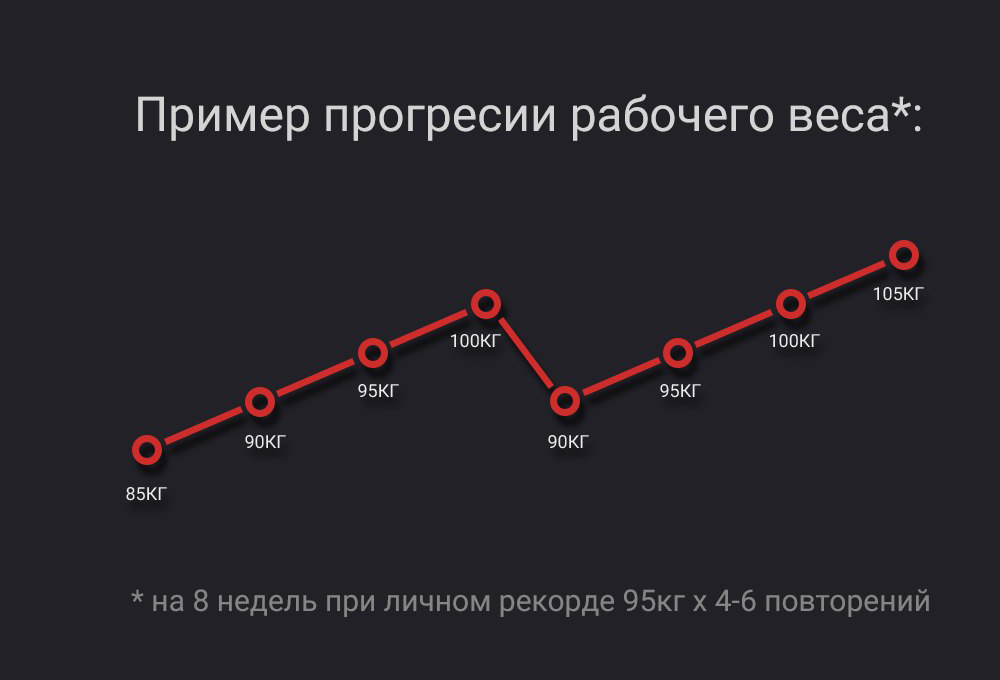 Пример прогресии рабочего веса*:
105КГ
100КГ
100КГ
95КГ
95КГ
90КГ
90КГ
85КГ
* на 8 недель при личном рекорде 95кг х 4-6 повторений